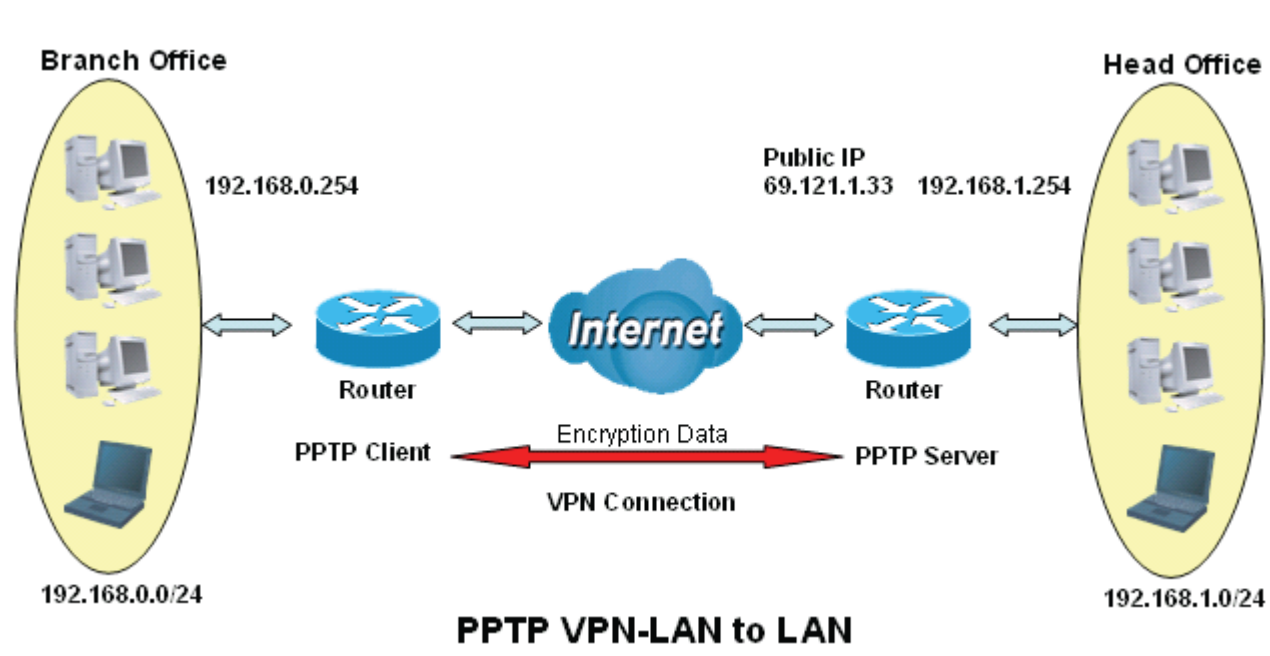 Branch Office
Head Office
Public IP
192.168.0.254
69.121.1.33 192.168.1.254
Internet
Router
Router
Encryption Data
PPTP Client
PPTP Server
VPN Connection
192.168.0.0/24
192.168.1.0/24
PPTP VPN-LAN to LAN